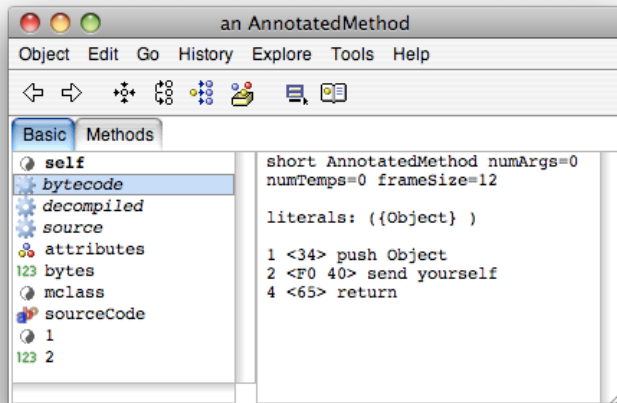 an AnnotatedMethod
Object Edit Go History Explore Tools Help
Basic Methods
self
bytecode
decompiled
source
attributes
123 bytes
mclass
sourceCode
1
123 2
short AnnotatedMethod numArgs=0
numTemps=0 frameSize=12
literals: ({Object} )
1 <34> push Object
2 <F0 40> send yourself
4 <65> return